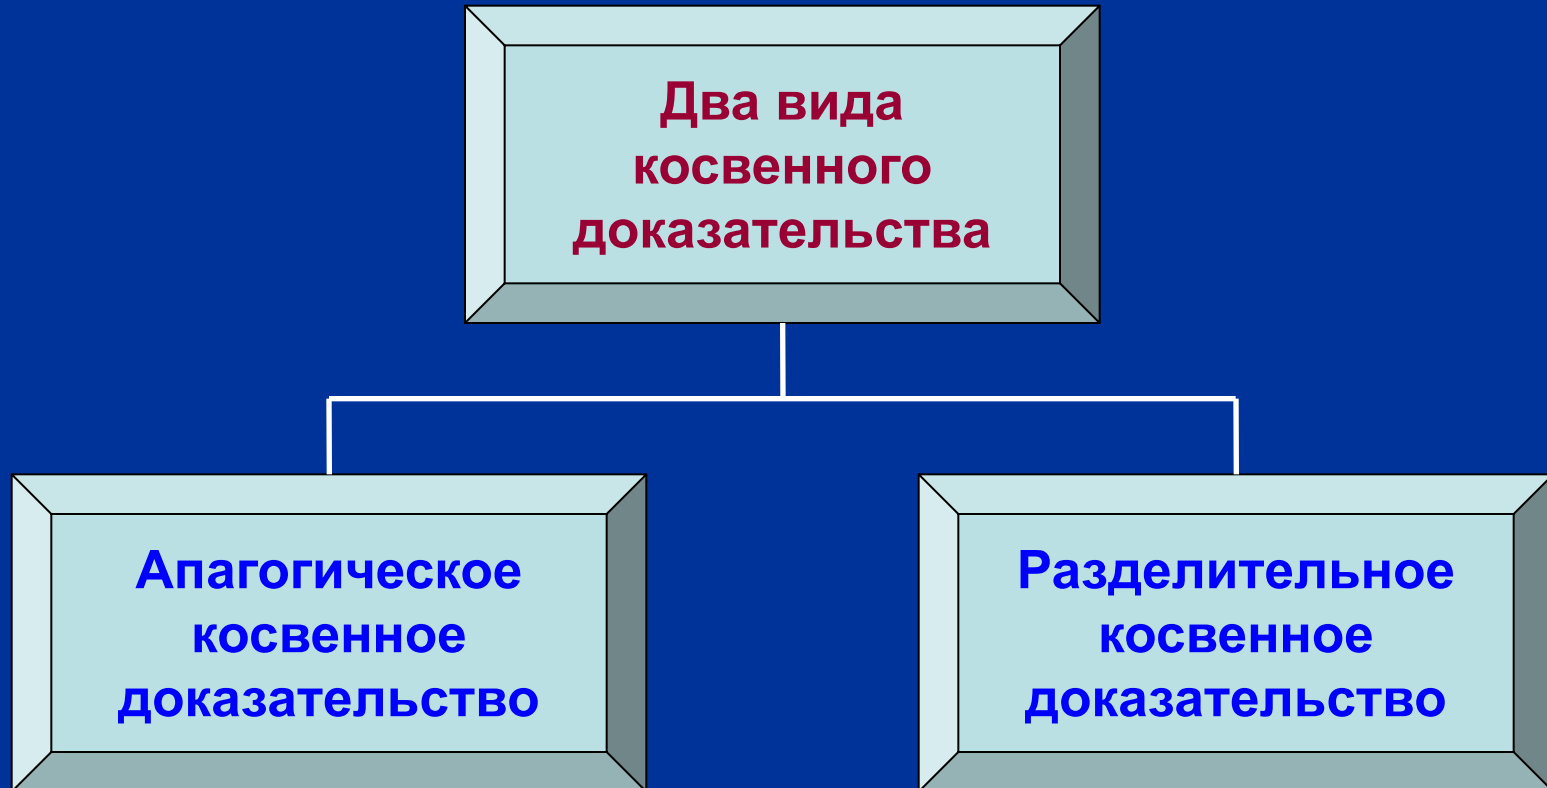 Два вида
косвенного
доказательства
Апагогическое
косвенное
доказательство
Разделительное
косвенное
доказательство